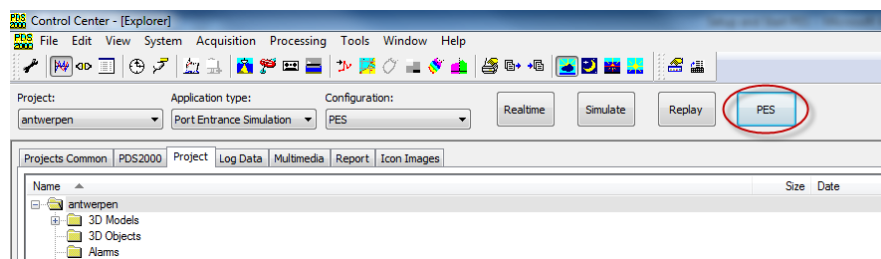 PDS 2000 Control Center - [Explorer]
PDS 2000 File Edit View System Acquisition Processing Tools Window Help
Project: Application type: Configuration:
antwerpen Port Entrance Simulation PES Realtime Simulate Replay PES
Projects Common PDS2000 Project Log Data Multimedia Report Icon Images
Name Size Date
antwerpen
3D Models
3D Objects
Alarms